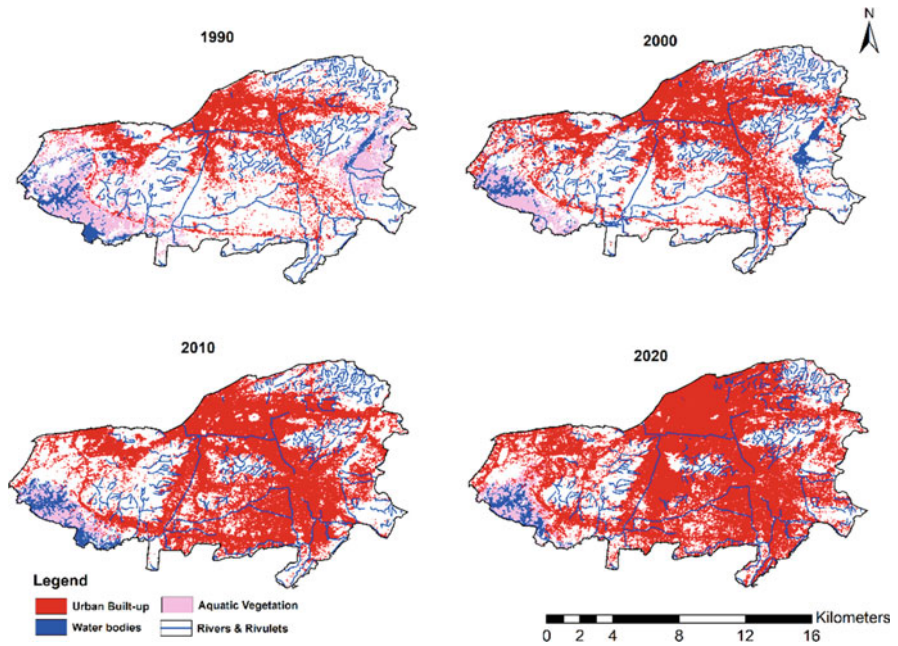 N
1990
2000
2010
2020
Legend
Urban Built-up
Aquatic Vegetation
Water bodies
Rivers & Rivulets
Kilometers
0 2 4 8 12 16